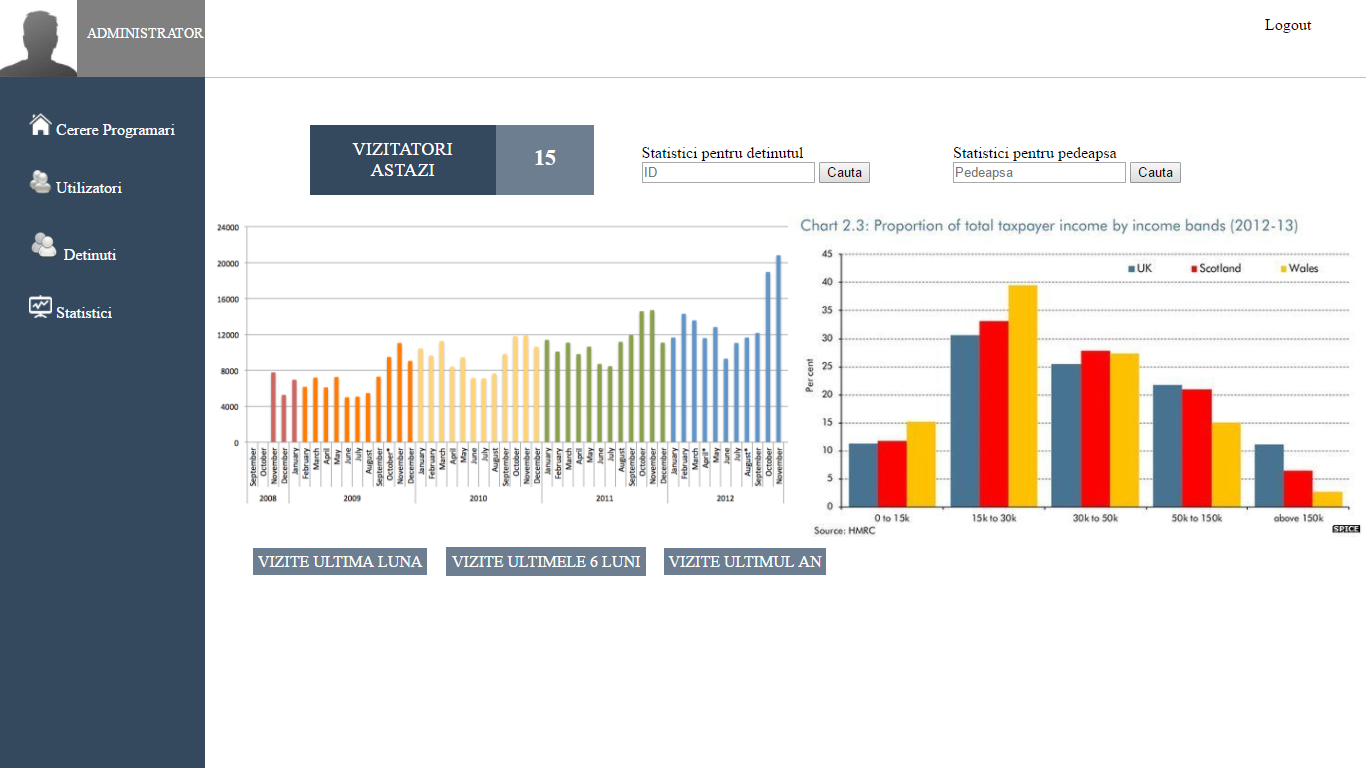 ADMINISTRATOR
Logout
Cerere Programari
Utilizatori
Detinuti
Statistici
VIZITATORI
ASTAZI
15
Statistici pentru detinutul
ID
Cauta
Statistici pentru pedeapsa
Pedeapsa
Cauta
24000
20000
16000
12000
8000
4000
0
September
October
November
December
January
February
March
April
May
June
July
August
September
October*
November
December
January
February
March
April
May
June
July
August
September
October
November
December
January
February
March
April
May
June
July
August
September
October
November
December
January
February
March
April*
May
June
July
August*
September
October
November
2008 2009 2010 2011 2012
Chart 2.3: Proportion of total taxpayer income by income bands (2012-13)
UK Scotland Wales
Per cent
45
40
35
30
25
20
15
10
5
0
0 to 15k 15k to 30k 30k to 50k 50k to 150k above 150k
Source: HMRC
SPICE
VIZITE ULTIMA LUNA
VIZITE ULTIMELE 6 LUNI
VIZITE ULTIMUL AN